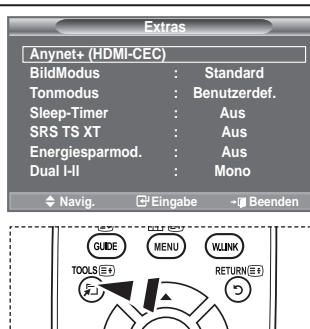 Extras
Anynet+ (HDMI-CEC)
BildModus : Standard
Tonmodus : Benutzerdef.
Sleep-Timer : Aus
SRS TS XT : Aus
Energiesparmod. : Aus
Dual I-II : Mono
Navig. Eingabe Beenden
GUIDE MENU W.LINK
TOOLS RETURN